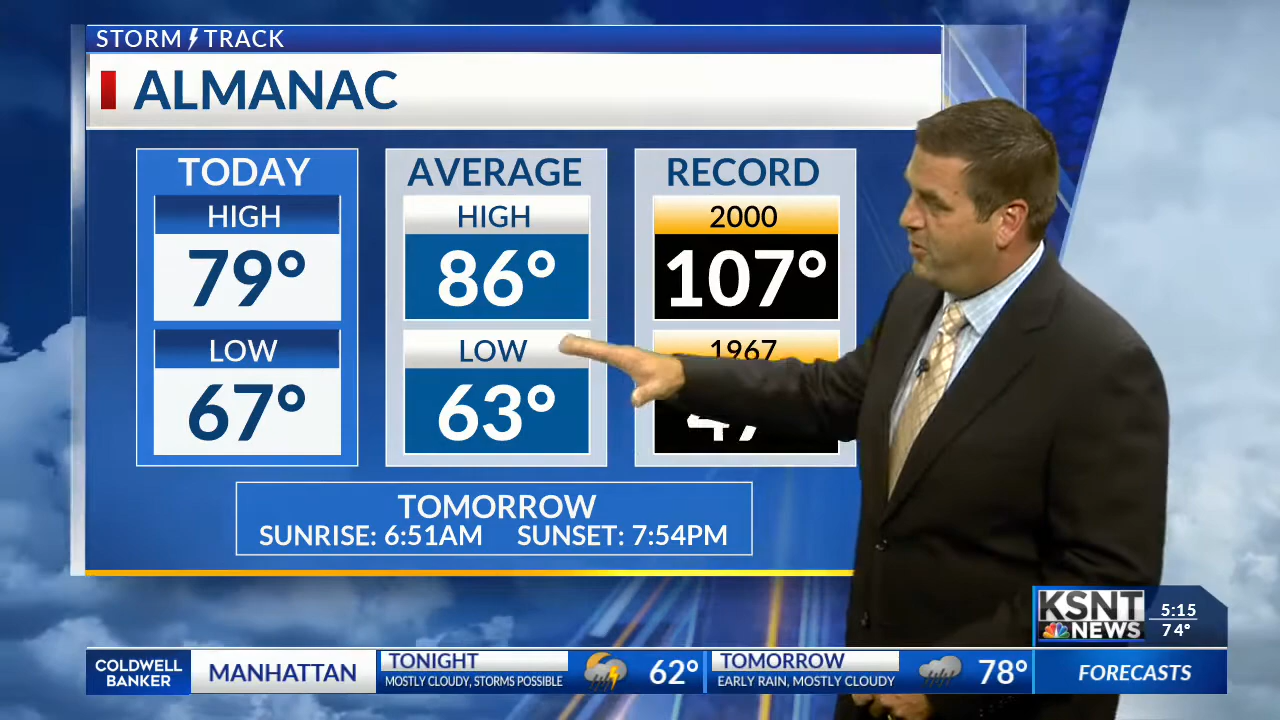 STORM TRACK
ALMANAC
TODAY
HIGH
79°
LOW
67°
AVERAGE
HIGH
86°
LOW
63°
RECORD
2000
107°
1967
TOMORROW
SUNRISE: 6:51AM SUNSET: 7:54PM
KSNT
NEWS
5:15
74°
COLDWELL
BANKER
MANHATTAN
TONIGHT
MOSTLY CLOUDY, STORMS POSSIBLE
62°
TOMORROW
EARLY RAIN, MOSTLY CLOUDY
78°
FORECASTS